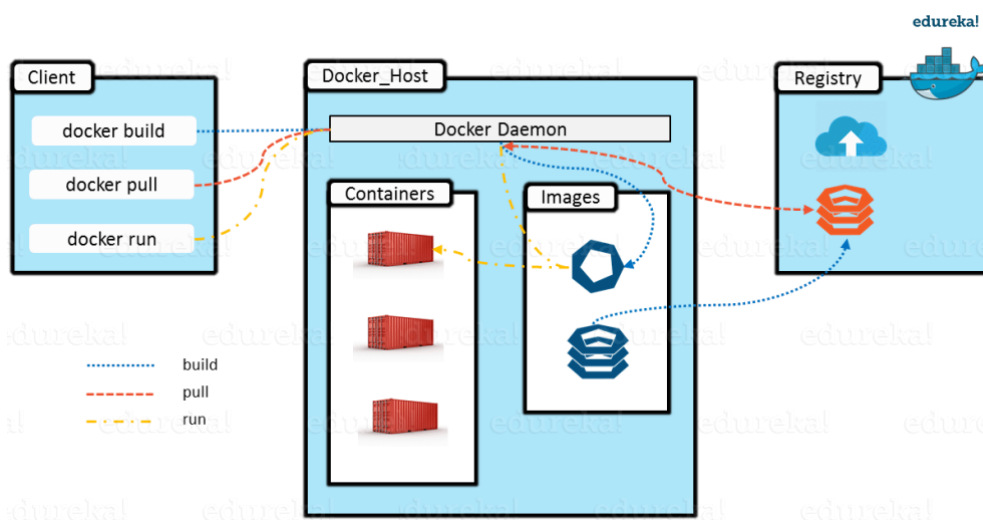 edureka!
Client
Docker_Host
Registry
docker build
Docker Daemon
docker pull
Containers
Images
docker run
build
pull
run